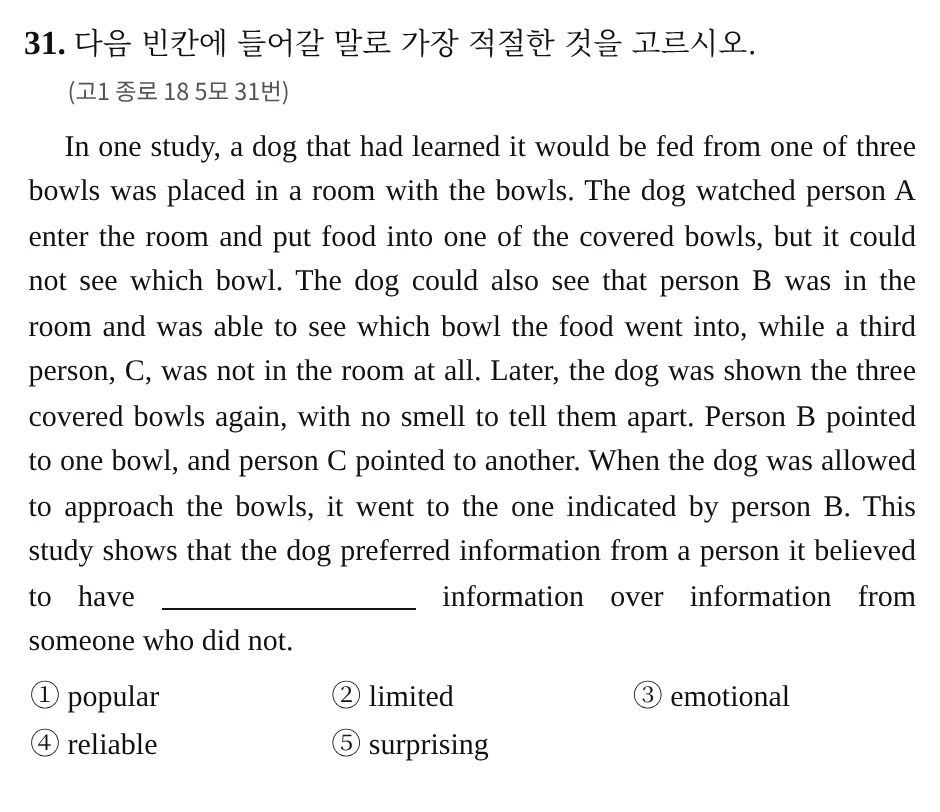 31. 다음 빈칸에 들어갈 말로 가장 적절한 것을 고르시오.
(고1 종로 18 5모 31번)
In one study, a dog that had learned it would be fed from one of three
bowls was placed in a room with the bowls. The dog watched person A
enter the room and put food into one of the covered bowls, but it could
not see which bowl. The dog could also see that person B was in the
room and was able to see which bowl the food went into, while a third
person, C, was not in the room at all. Later, the dog was shown the three
covered bowls again, with no smell to tell them apart. Person B pointed
to one bowl, and person C pointed to another. When the dog was allowed
to approach the bowls, it went to the one indicated by person B. This
study shows that the dog preferred information from a person it believed
to have ________________ information over information from
someone who did not.
① popular ② limited ③ emotional
④ reliable ⑤ surprising